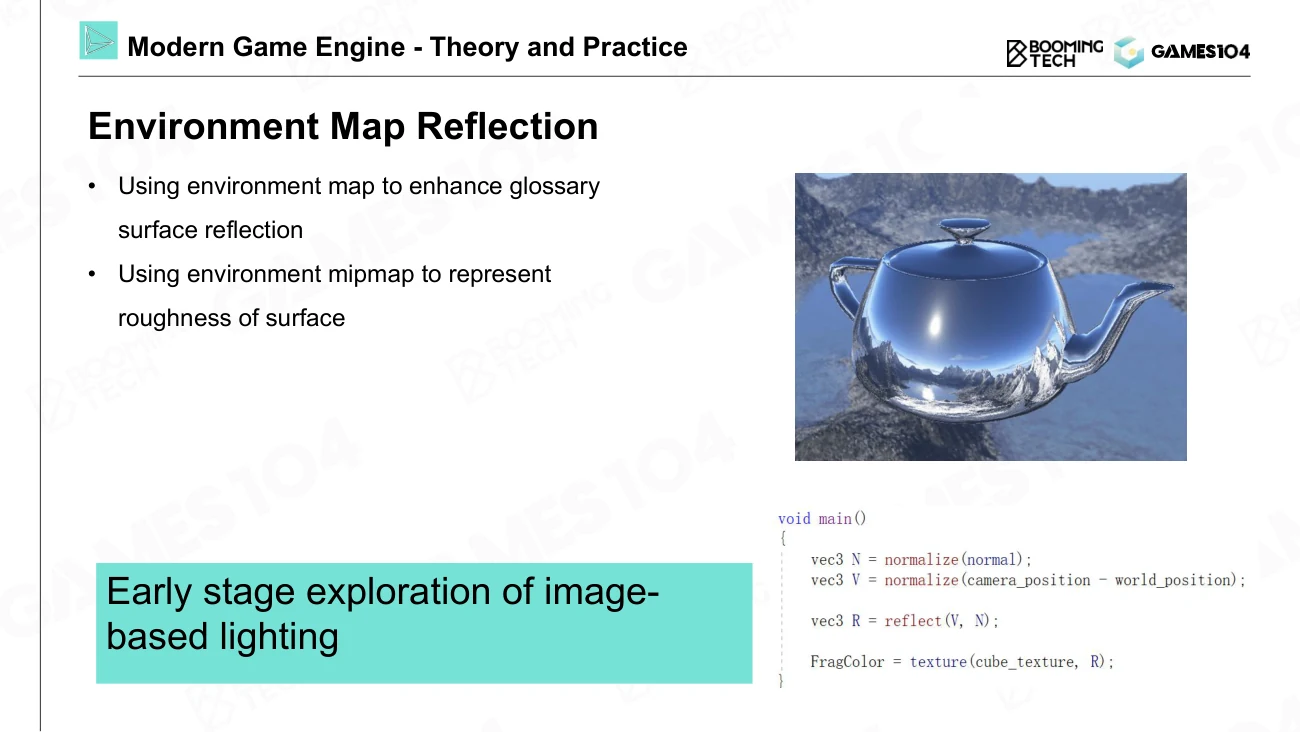 Modern Game Engine - Theory and Practice
BOOMING
TECH
GAMES104
Environment Map Reflection
• Using environment map to enhance glossary
surface reflection
• Using environment mipmap to represent
roughness of surface
Early stage exploration of image-
based lighting
void main()
{
vec3 N = normalize(normal);
vec3 V = normalize(camera_position - world_position);
vec3 R = reflect(V, N);
FragColor = texture(cube_texture, R);
}